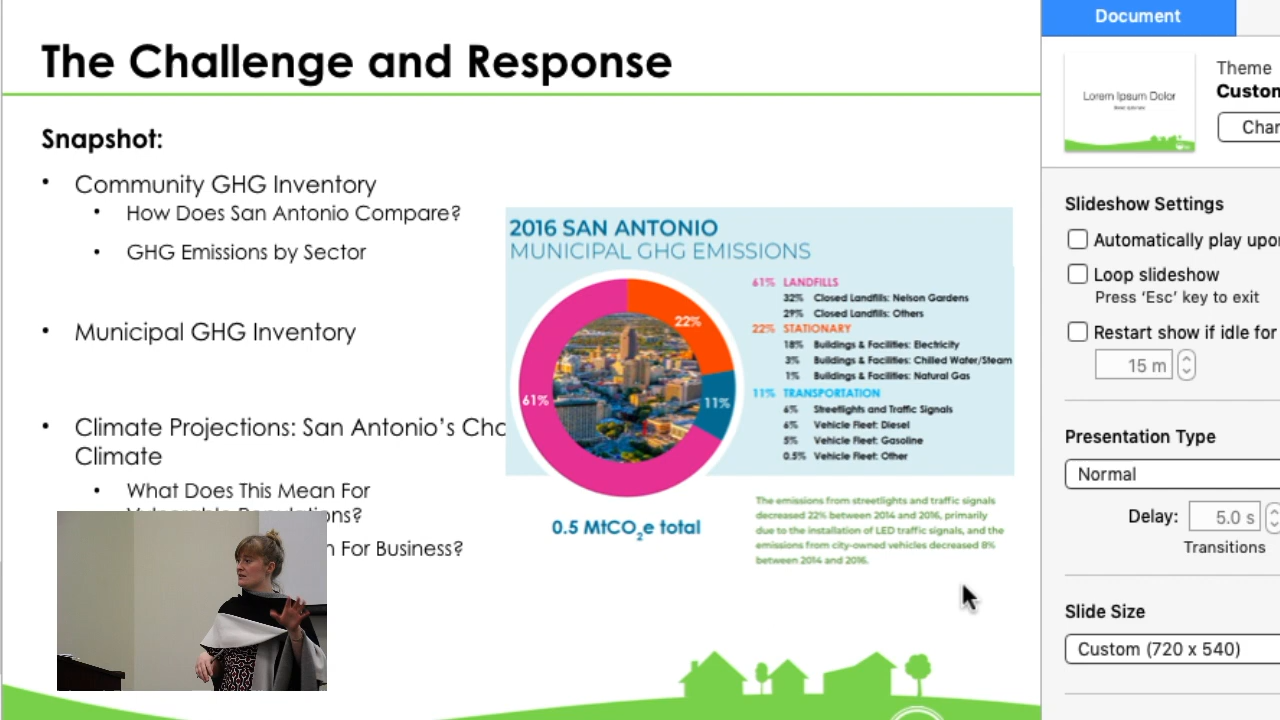 The Challenge and Response
Snapshot:
• Community GHG Inventory
• How Does San Antonio Compare?
• GHG Emissions by Sector
• Municipal GHG Inventory
• Climate Projections: San Antonio's Cha
Climate
• What Does This Mean For
n For Business?
2016 SAN ANTONIO
MUNICIPAL GHG EMISSIONS
22%
11%
61%
0.5 MtCO2e total
61% LANDFILLS
32% Closed Landfills: Nelson Gardens
29% Closed Landfills: Others
22% STATIONARY
18% Buildings & Facilities: Electricity
3% Buildings & Facilities: Chilled Water/Steam
1% Buildings & Facilities: Natural Gas
11% TRANSPORTATION
6% Streetlights and Traffic Signals
6% Vehicle Fleet: Diesel
5% Vehicle Fleet: Gasoline
0.5% Vehicle Fleet: Other
The emissions from streetlights and traffic signals
decreased 22% between 2014 and 2016, primarily
due to the installation of LED traffic signals, and the
emissions from city-owned vehicles decreased 8%
between 2014 and 2016.
Document
Lorem Ipsum Dolor
Theme
Custon
Char
Slideshow Settings
Automatically play upo
Loop slideshow
Press 'Esc' key to exit
Restart show if idle for
15 m
Presentation Type
Normal
Delay: 5.0 s
Transitions
Slide Size
Custom (720 x 540)